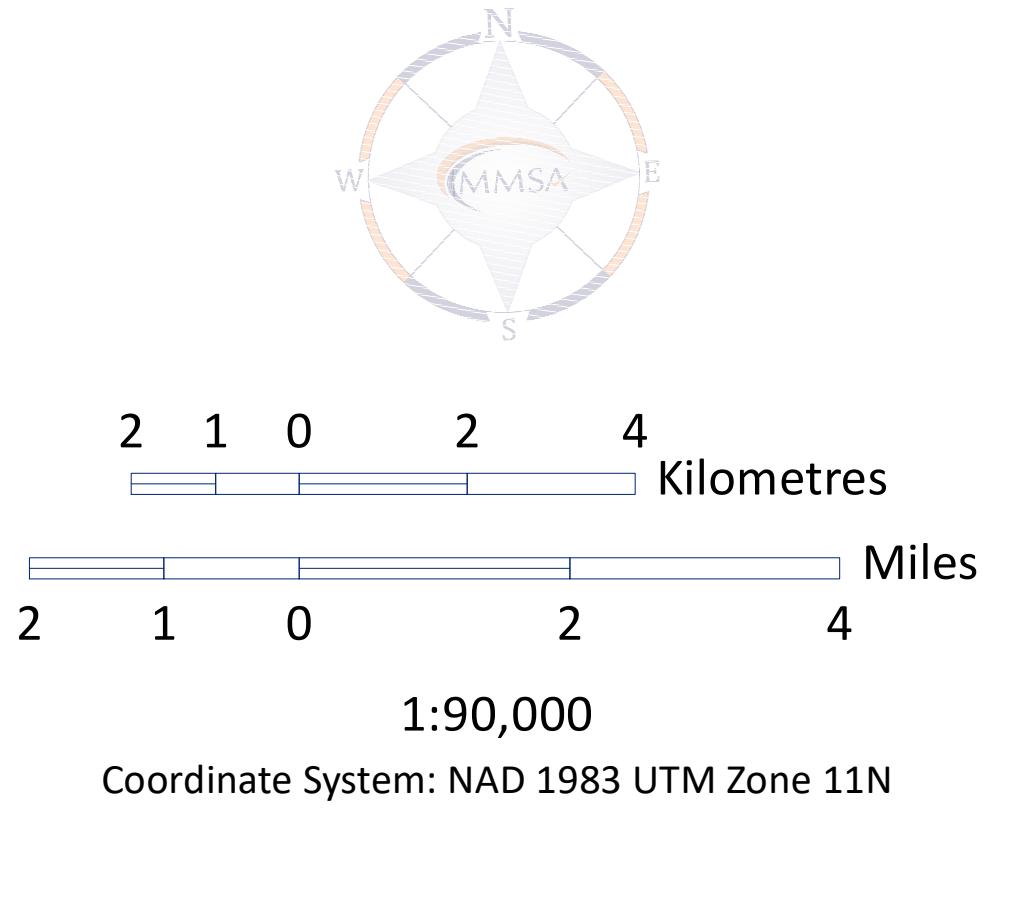 N
W MMSA E
S
2 1 0 2 4
Kilometres
Miles
2 1 0 2 4
1:90,000
Coordinate System: NAD 1983 UTM Zone 11N